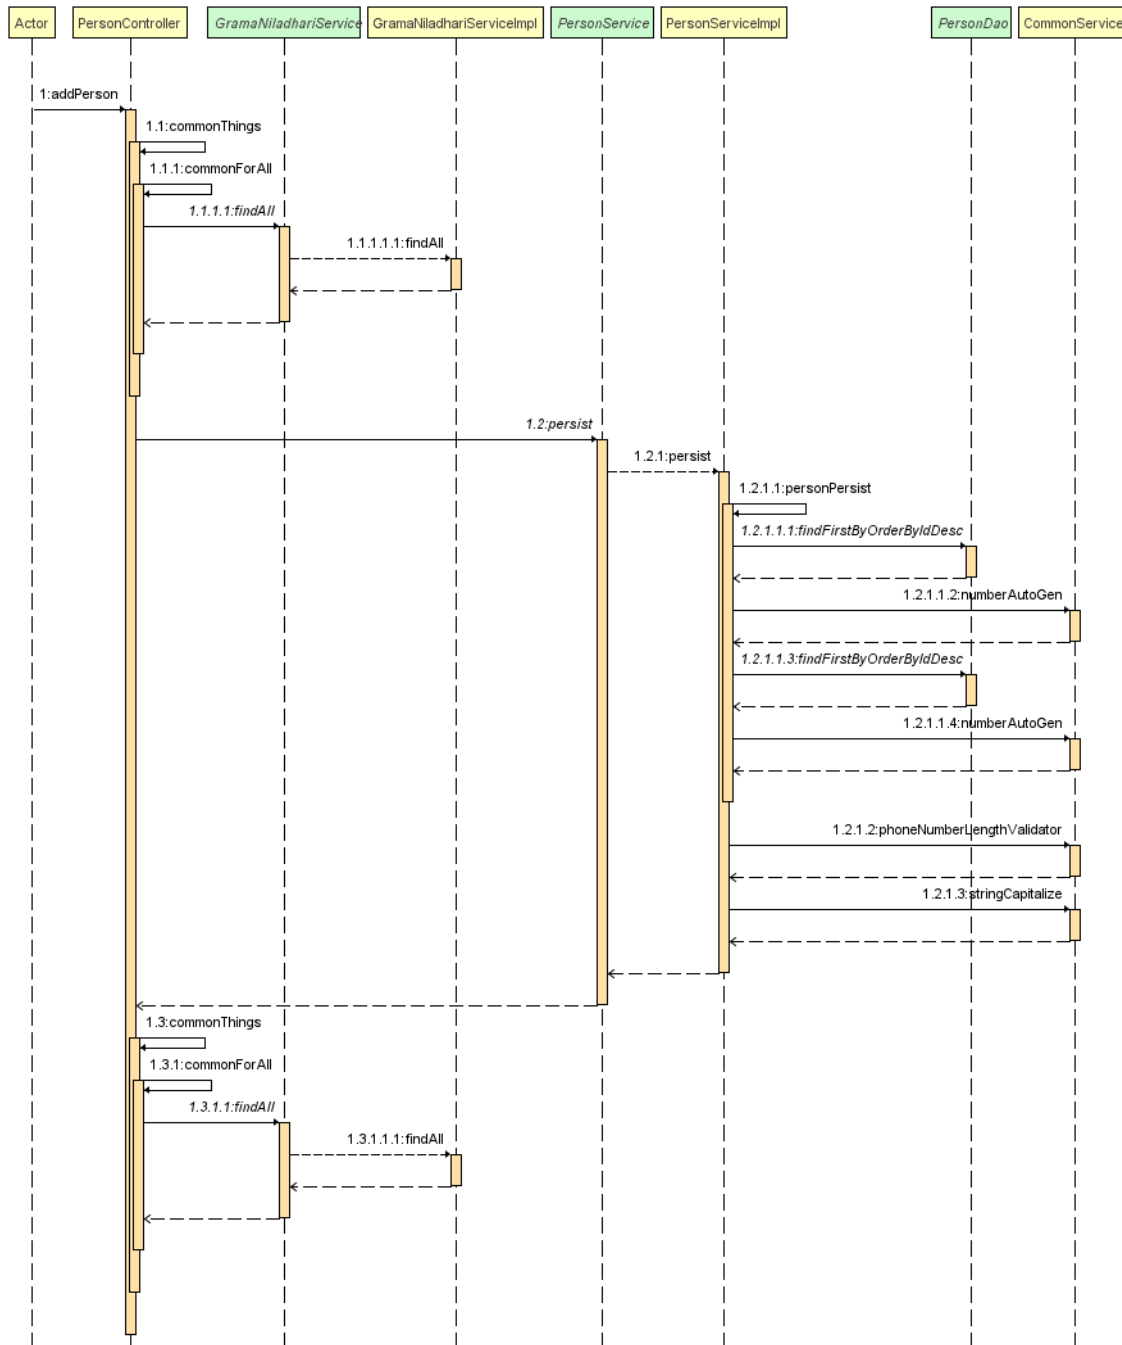 Actor
PersonController
GramaNiladhariService
GramaNiladhariServiceImpl
PersonService
PersonServiceImpl
PersonDao
CommonService
1:addPerson
1.1:commonThings
1.1.1:commonForAll
1.1.1.1:findAll
1.1.1.1.1:findAll
1.2:persist
1.2.1:persist
1.2.1.1:personPersist
1.2.1.1.1:findFirstByOrderByIdDesc
1.2.1.1.2:numberAutoGen
1.2.1.1.3:findFirstByOrderByIdDesc
1.2.1.1.4:numberAutoGen
1.2.1.2:phoneNumberLengthValidator
1.2.1.3:stringCapitalize
1.3:commonThings
1.3.1:commonForAll
1.3.1.1:findAll
1.3.1.1.1:findAll